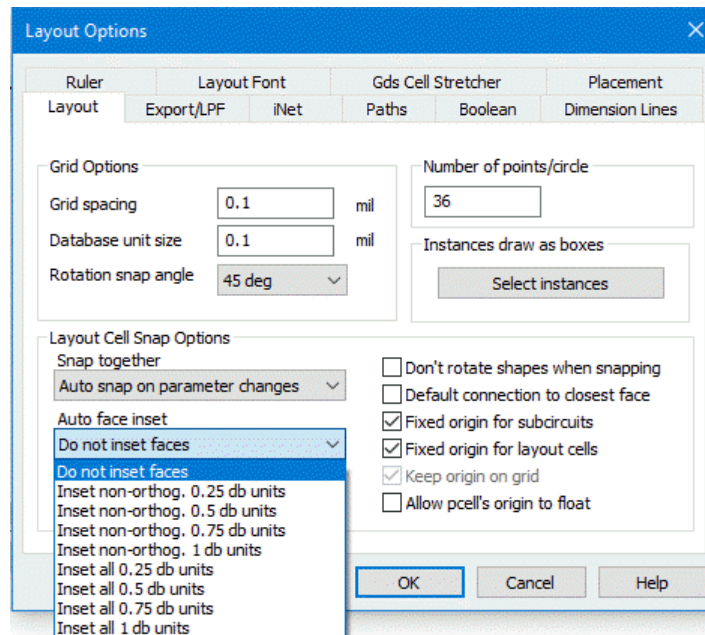 Layout Options
Ruler Layout Font Gds Cell Stretcher Placement
Layout Export/LPF iNet Paths Boolean Dimension Lines
Grid Options
Grid spacing 0.1 mil
Database unit size 0.1 mil
Rotation snap angle 45 deg
Number of points/circle
36
Instances draw as boxes
Select instances
Layout Cell Snap Options
Snap together
Auto snap on parameter changes
Auto face inset
Do not inset faces
Do not inset faces
Inset non-orthog. 0.25 db units
Inset non-orthog. 0.5 db units
Inset non-orthog. 0.75 db units
Inset non-orthog. 1 db units
Inset all 0.25 db units
Inset all 0.5 db units
Inset all 0.75 db units
Inset all 1 db units
Don't rotate shapes when snapping
Default connection to closest face
Fixed origin for subcircuits
Fixed origin for layout cells
Keep origin on grid
Allow pcell's origin to float
OK Cancel Help